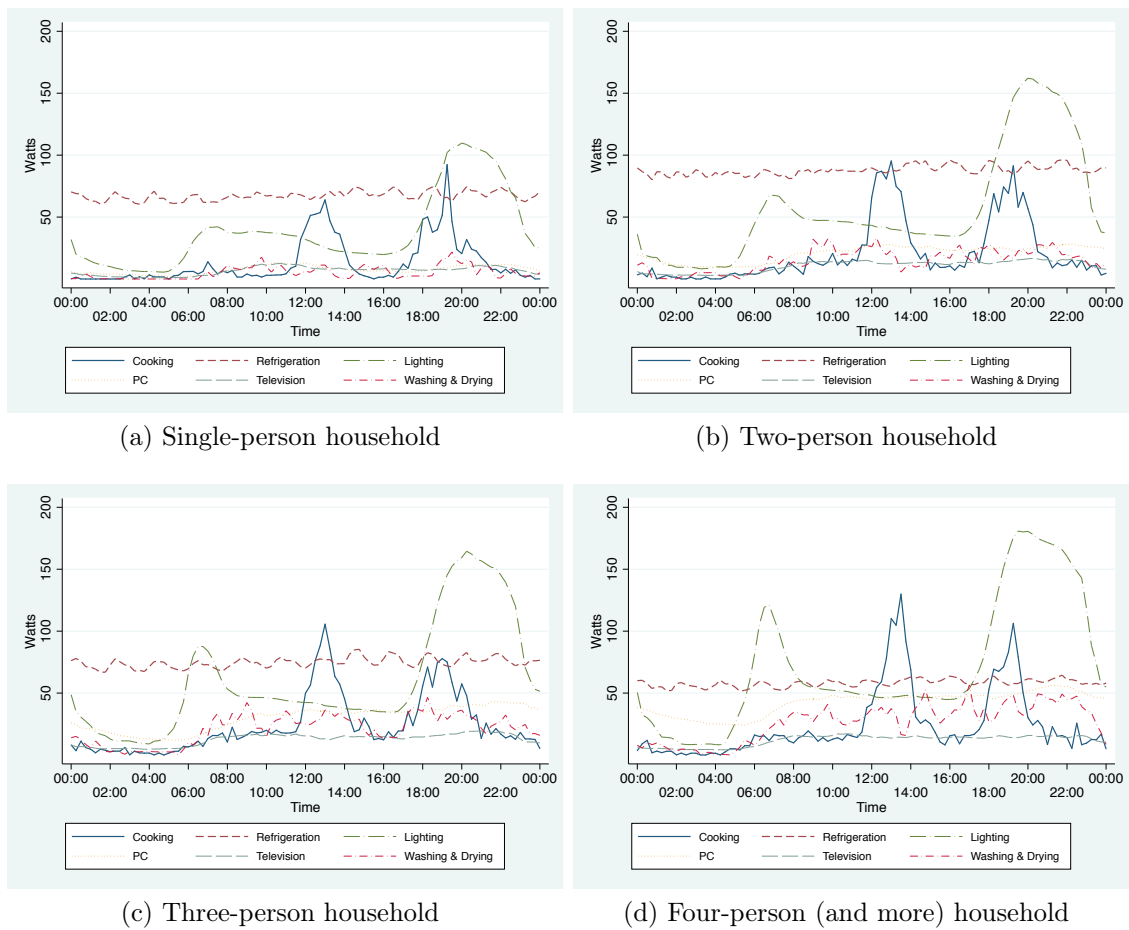 200
150
100
50
Watts
00:00 04:00 08:00 12:00 16:00 20:00 00:00
02:00 06:00 10:00 14:00 18:00 22:00
Time
Cooking Refrigeration Lighting
PC Television Washing & Drying
(a) Single-person household
200
150
100
50
Watts
00:00 04:00 08:00 12:00 16:00 20:00 00:00
02:00 06:00 10:00 14:00 18:00 22:00
Time
Cooking Refrigeration Lighting
PC Television Washing & Drying
(b) Two-person household
200
150
100
50
Watts
00:00 04:00 08:00 12:00 16:00 20:00 00:00
02:00 06:00 10:00 14:00 18:00 22:00
Time
Cooking Refrigeration Lighting
PC Television Washing & Drying
(c) Three-person household
200
150
100
50
Watts
00:00 04:00 08:00 12:00 16:00 20:00 00:00
02:00 06:00 10:00 14:00 18:00 22:00
Time
Cooking Refrigeration Lighting
PC Television Washing & Drying
(d) Four-person (and more) household